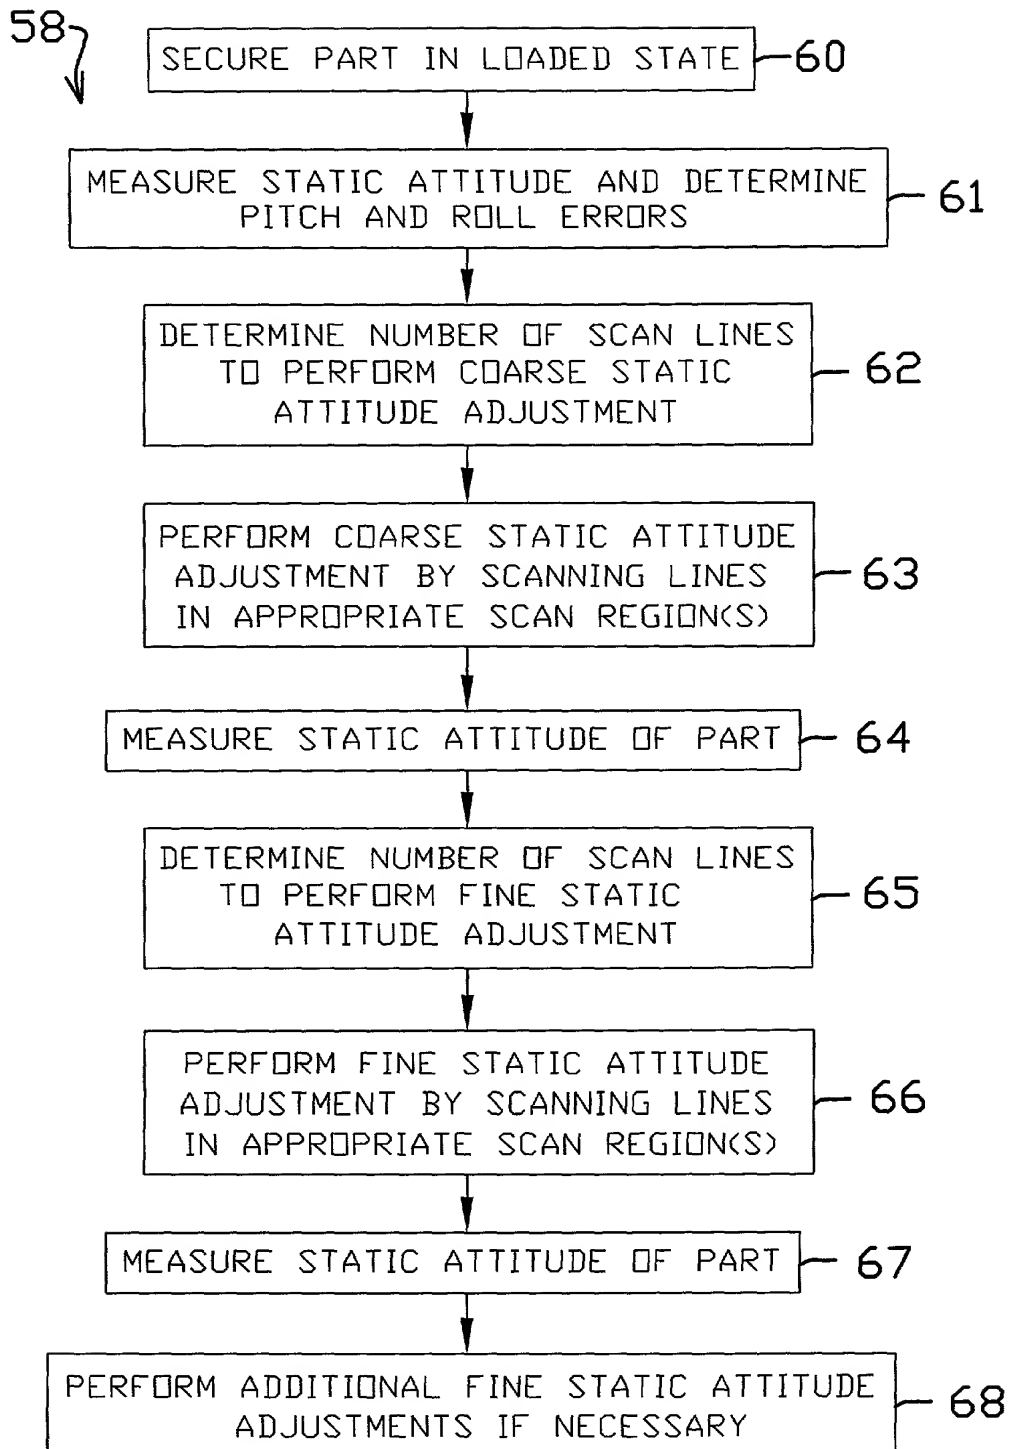 58
SECURE PART IN LOADED STATE
60
MEASURE STATIC ATTITUDE AND DETERMINE
PITCH AND ROLL ERRORS
61
DETERMINE NUMBER OF SCAN LINES
TO PERFORM COARSE STATIC
ATTITUDE ADJUSTMENT
62
PERFORM COARSE STATIC ATTITUDE
ADJUSTMENT BY SCANNING LINES
IN APPROPRIATE SCAN REGION(S)
63
MEASURE STATIC ATTITUDE OF PART
64
DETERMINE NUMBER OF SCAN LINES
TO PERFORM FINE STATIC
ATTITUDE ADJUSTMENT
65
PERFORM FINE STATIC ATTITUDE
ADJUSTMENT BY SCANNING LINES
IN APPROPRIATE SCAN REGION(S)
66
MEASURE STATIC ATTITUDE OF PART
67
PERFORM ADDITIONAL FINE STATIC ATTITUDE
ADJUSTMENTS IF NECESSARY
68